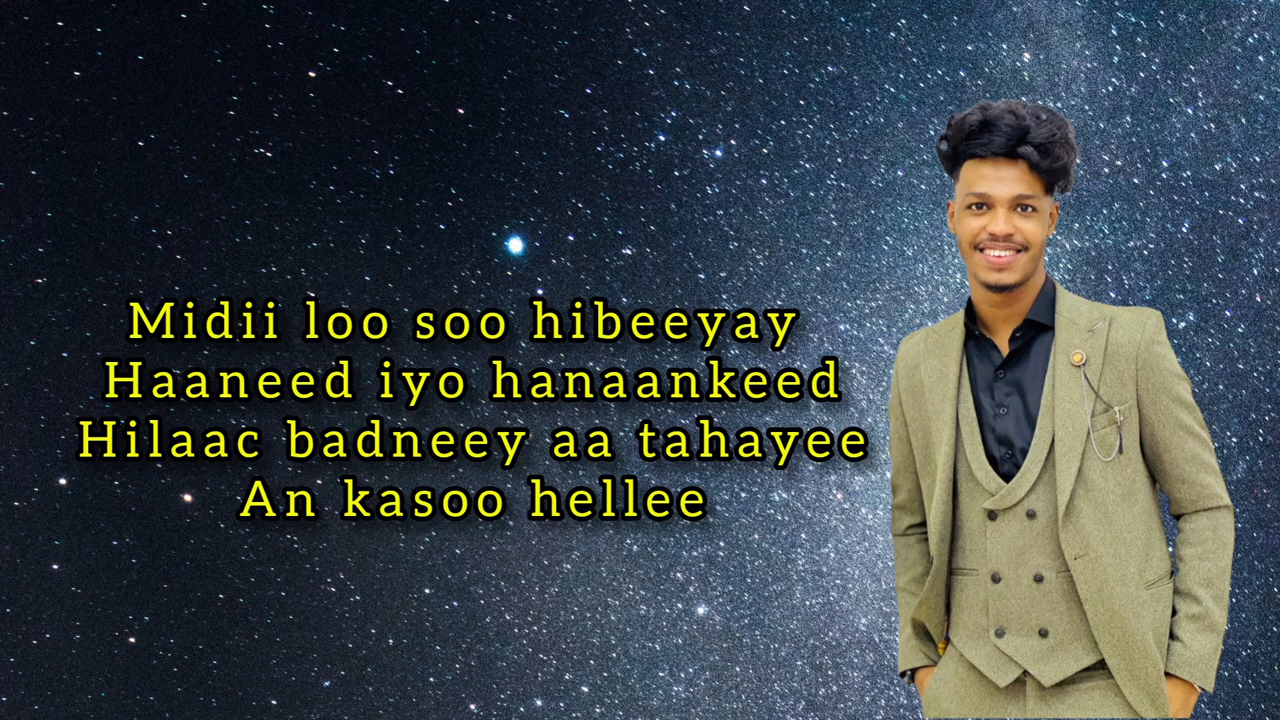 Midii loo soo hibeeyay
Haaneed iyo hanaankeed
Hilaac badneey aa tahayee
An kasoo hellee